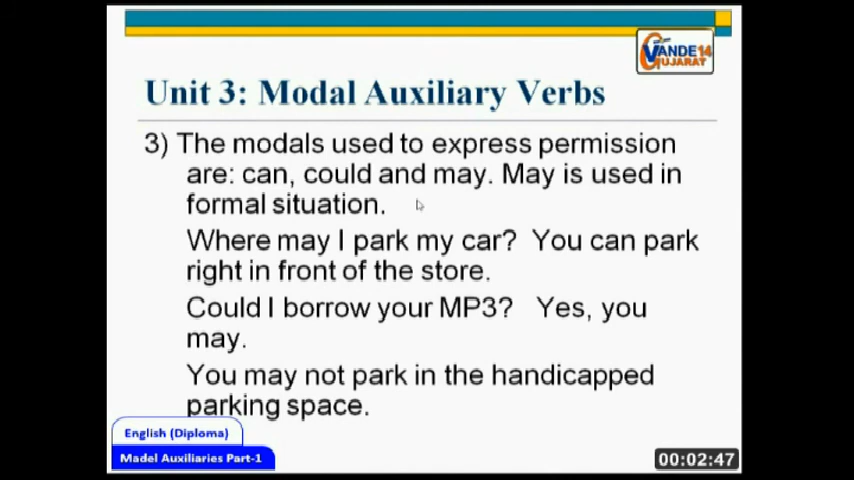 VANDE 14
GUJARAT
Unit 3: Modal Auxiliary Verbs
3) The modals used to express permission
are: can, could and may. May is used in
formal situation.
Where may I park my car? You can park
right in front of the store.
Could I borrow your MP3? Yes, you
may.
You may not park in the handicapped
parking space.
English (Diploma)
Madel Auxiliaries Part-1
00:02:47